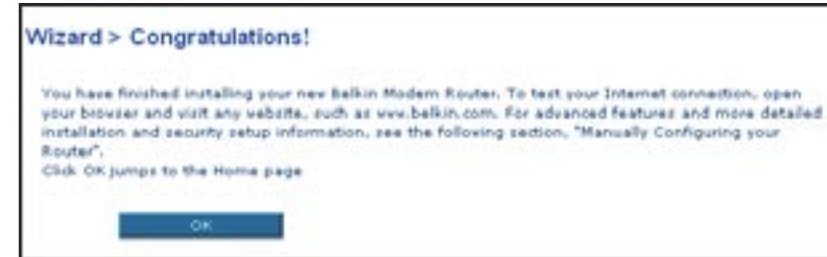 Wizard > Congratulations!
You have finished installing your new Belkin Modem Router. To test your Internet connection, open
your browser and visit any website, such as www.belkin.com. For advanced features and more detailed
installation and security setup information, see the following section, "Manually Configuring your
Router".
Click OK jumps to the Home page
OK